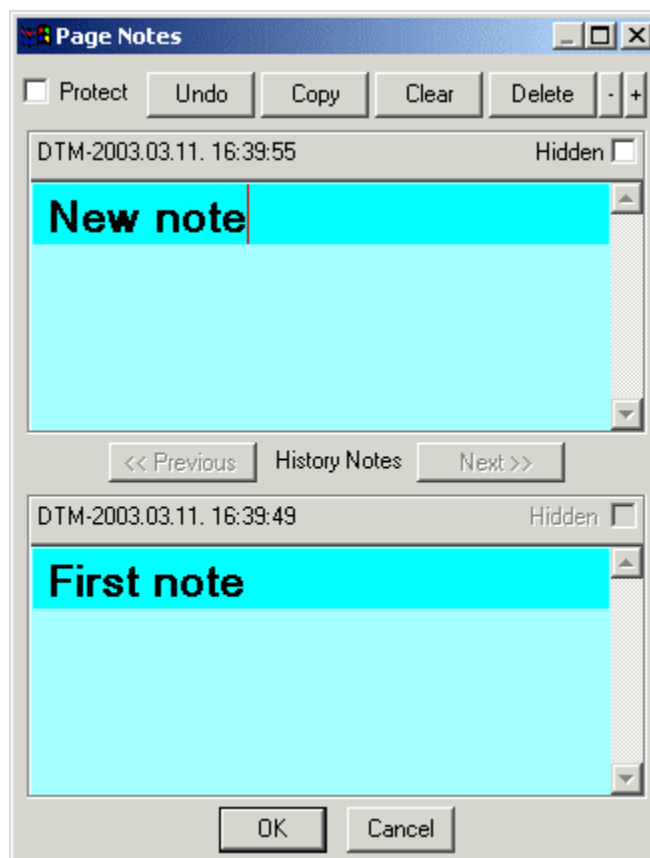 Page Notes
Protect Undo Copy Clear Delete - +
DTM-2003.03.11. 16:39:55 Hidden
New note
<< Previous History Notes Next >>
DTM-2003.03.11. 16:39:49 Hidden
First note
OK Cancel